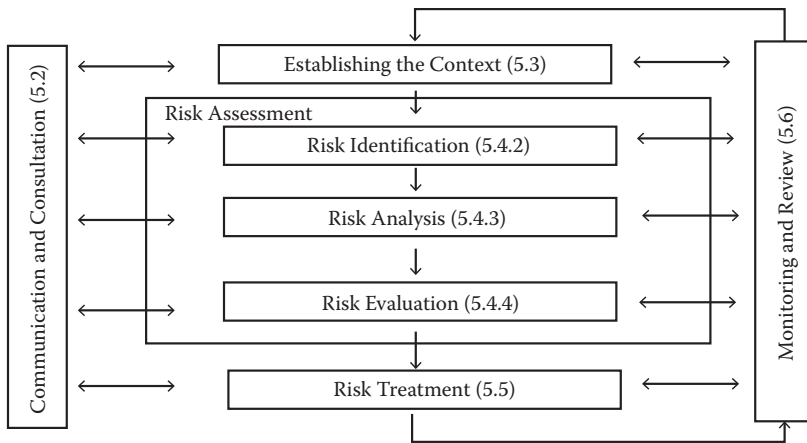 Communication and Consultation (5.2)
Establishing the Context (5.3)
Risk Assessment
Risk Identification (5.4.2)
Risk Analysis (5.4.3)
Risk Evaluation (5.4.4)
Risk Treatment (5.5)
Monitoring and Review (5.6)